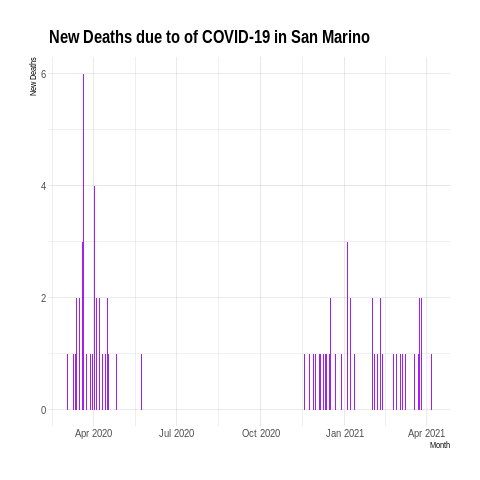 New Deaths due to of COVID-19 in San Marino
New Deaths
6
4
2
0
Apr 2020 Jul 2020 Oct 2020 Jan 2021 Apr 2021
Month